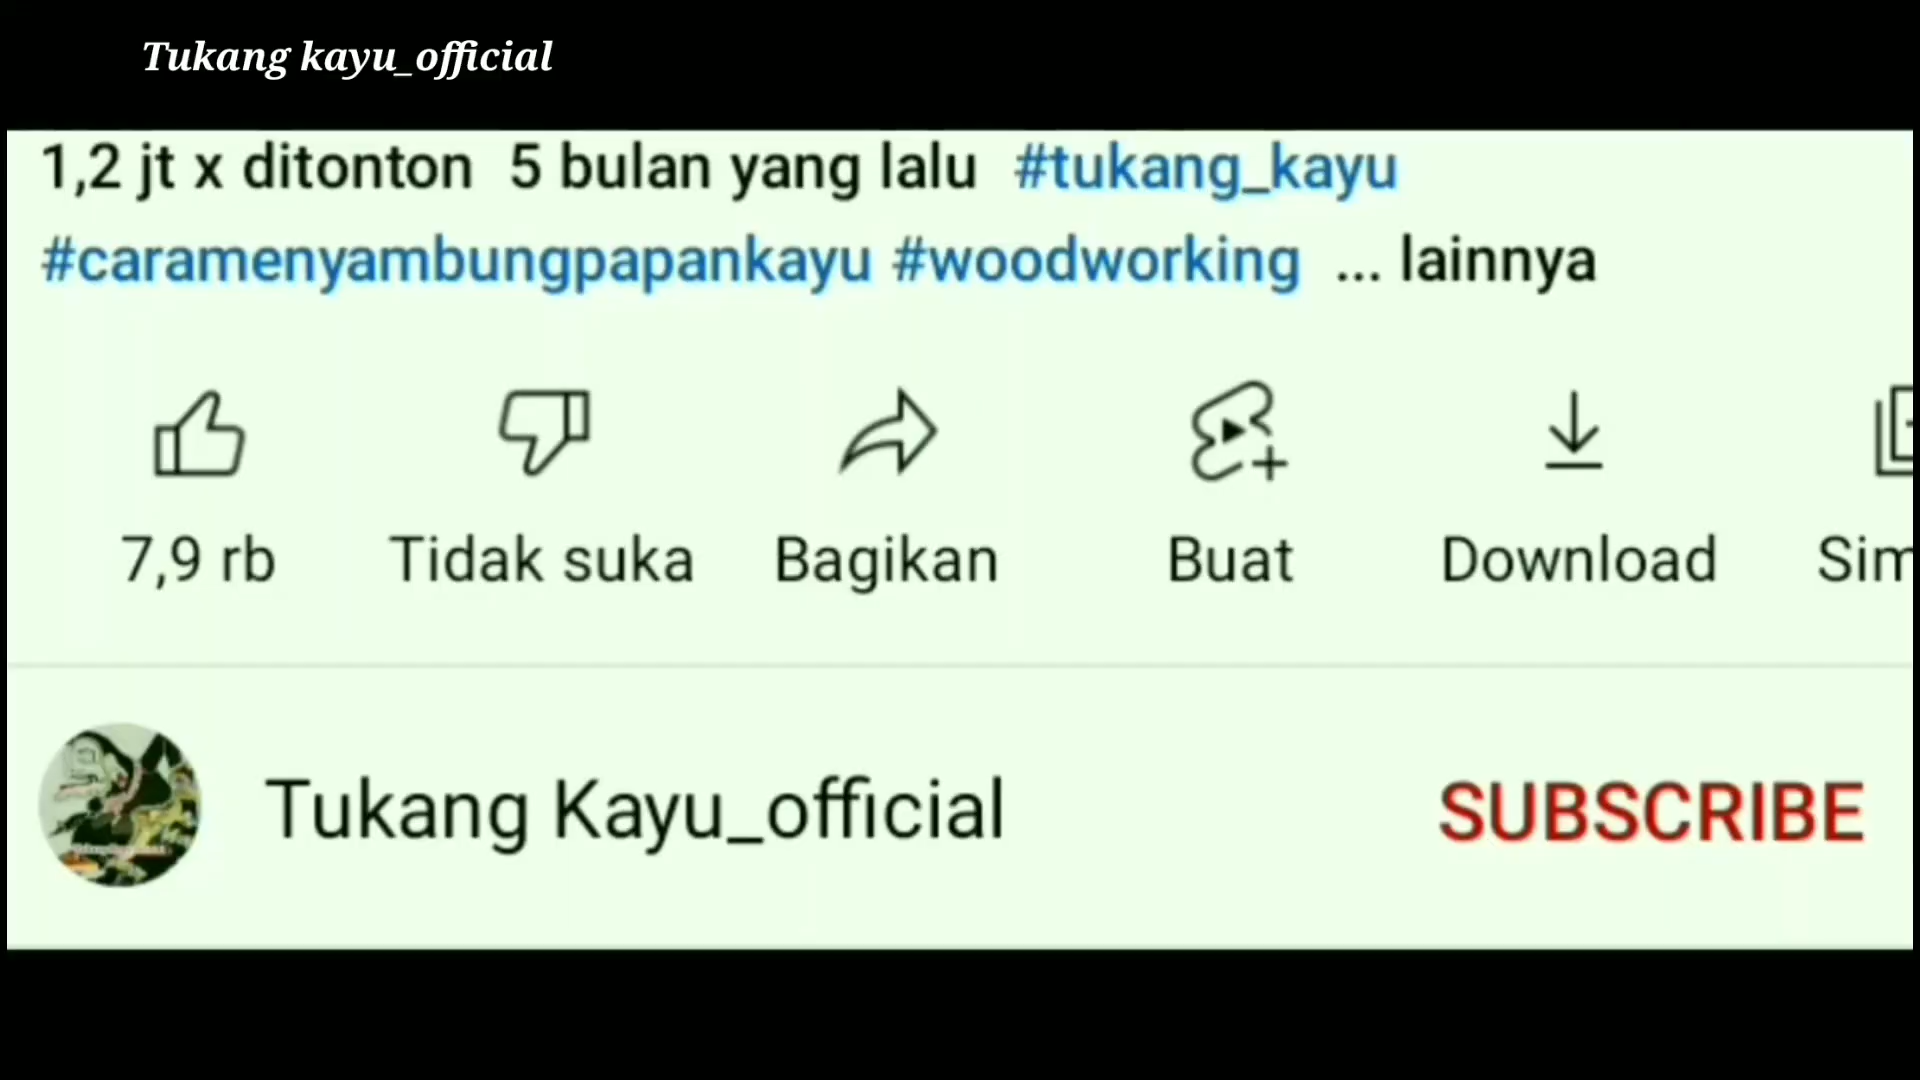 Tukang kayu_official
1,2 jt x ditonton 5 bulan yang lalu #tukang_kayu
#caramenyambungpapankayu #woodworking ... lainnya
7,9 rb Tidak suka Bagikan Buat Download Sim
Tukang Kayu_official SUBSCRIBE